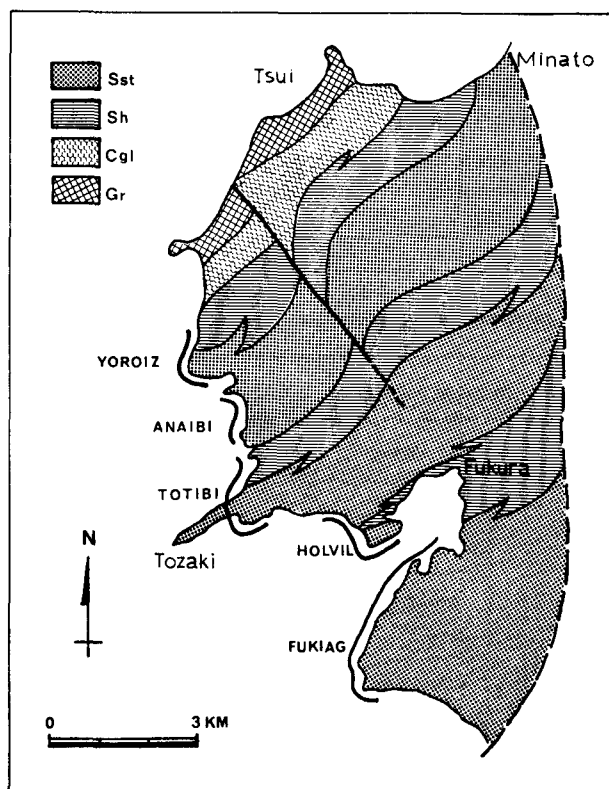 Sst
Sh
Cgl
Gr
Tsui
Minato
YOROIZ
ANAIBI
TOTIBI
Tozaki
HOLVIL
Fukura
FUKIAG
N
0 3 KM